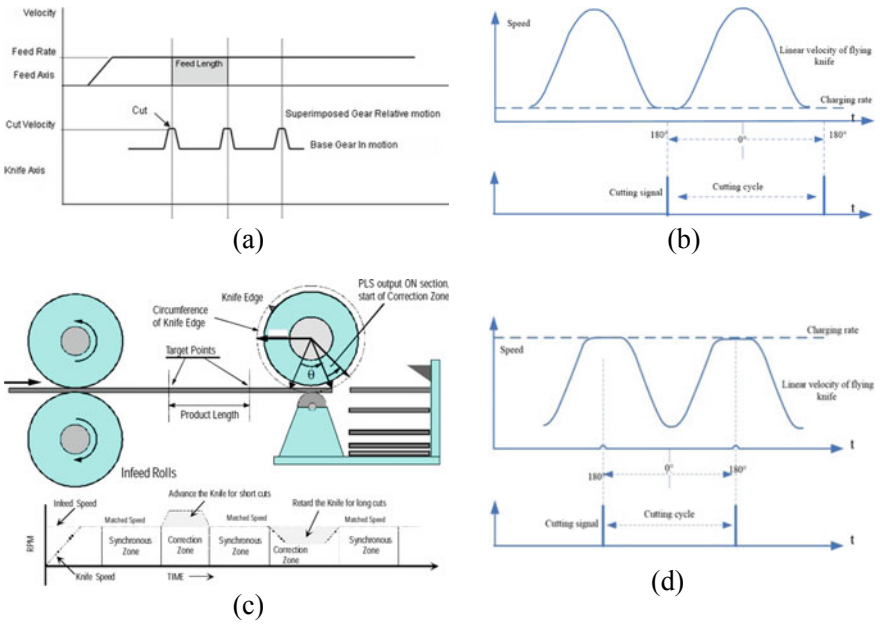 Velocity
Feed Rate
Feed Length
Feed Axis
Cut
Superimposed Gear Relative motion
Cut Velocity
Base Gear In motion
Knife Axis
(a)
Speed
Linear velocity of flying
knife
Charging rate
t
180°
0°
180°
Cutting signal
Cutting cycle
t
(b)
PLS output ON section,
start of Correction Zone
Knife Edge
Circumference
of Knife Edge
Target Points
θ
Product Length
Infeed Rolls
Advance the Knife for short cuts
Retard the Knife for long cuts
Infeed Speed
Matched Speed
Matched Speed
Matched Speed
RPM
Synchronous
Zone
Correction
Zone
Synchronous
Zone
Correction
Zone
Synchronous
Zone
Knife Speed
TIME
(c)
Charging rate
Speed
Linear velocity of flying
knife
t
180°
0°
180°
Cutting signal
Cutting cycle
t
(d)